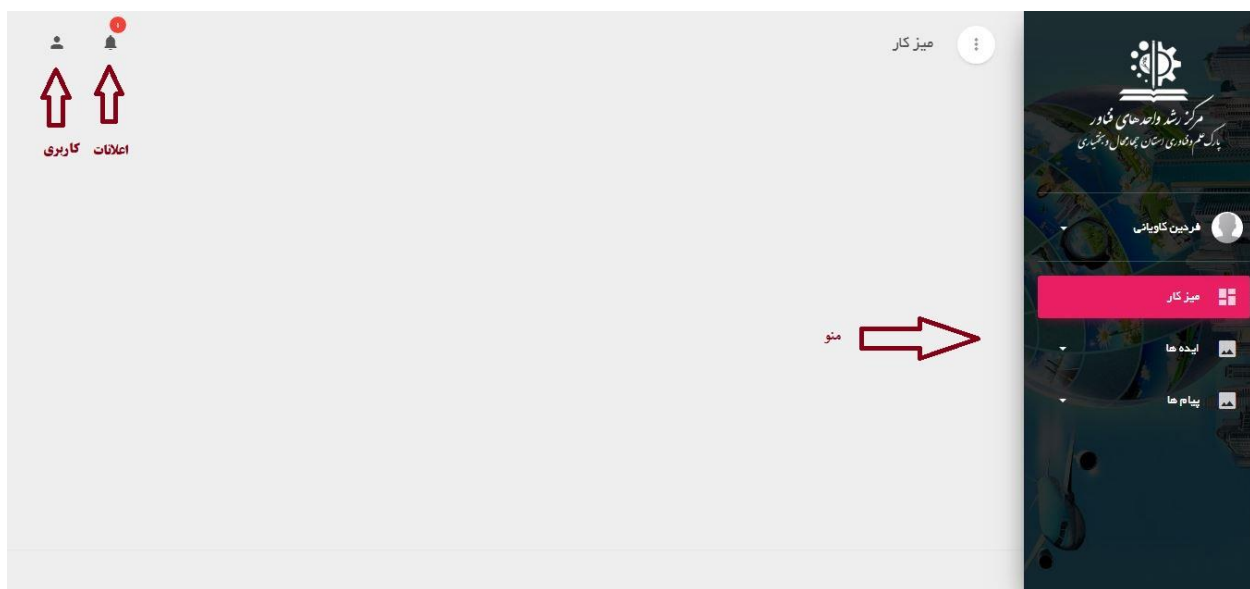 مرکز رشد واحدهای فناور
پارک علم و فناوری استان چهارمحال و بختیاری
فردین کاویانی
میز کار
ایده ها
پیام ها
میز کار
منو
اعلانات
کاربری